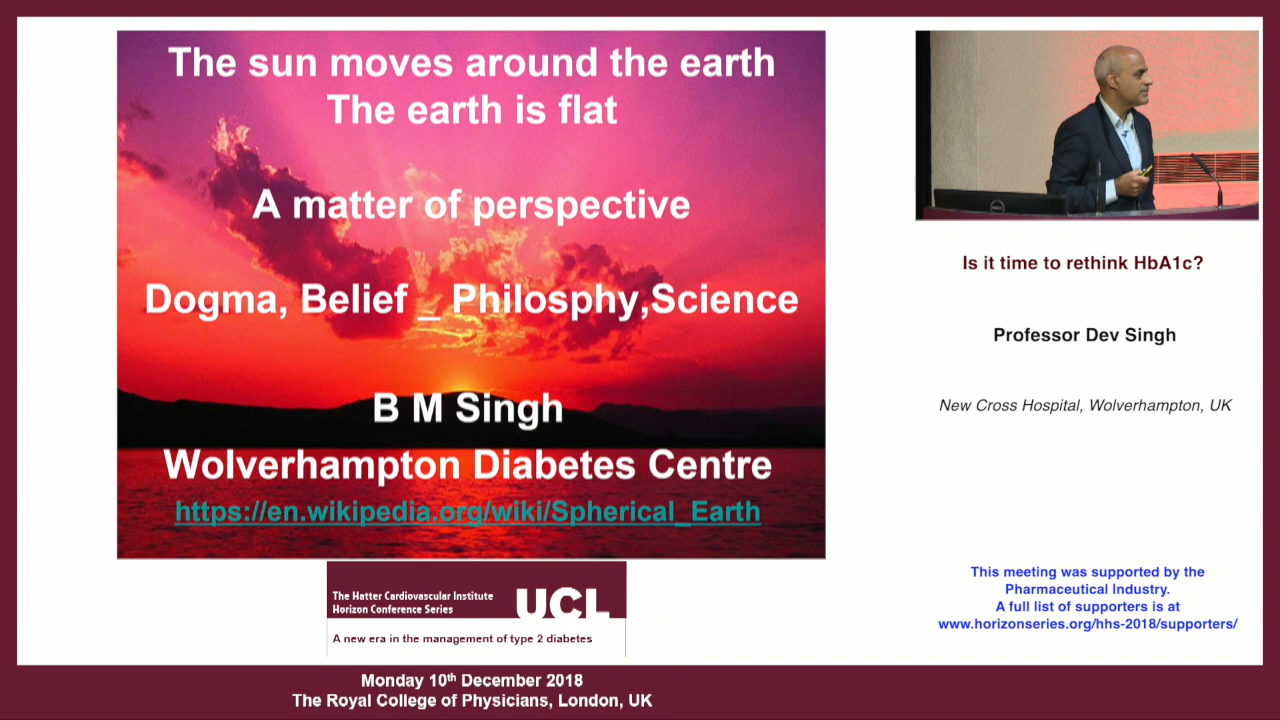 The sun moves around the earth
The earth is flat
A matter of perspective
Dogma, Belief _ Philosphy,Science
B M Singh
Wolverhampton Diabetes Centre
https://en.wikipedia.org/wiki/Spherical_Earth
The Hatter Cardiovascular Institute
Horizon Conference Series
UCL
A new era in the management of type 2 diabetes
Is it time to rethink HbA1c?
Professor Dev Singh
New Cross Hospital, Wolverhampton, UK
This meeting was supported by the
Pharmaceutical Industry.
A full list of supporters is at
www.horizonseries.org/hhs-2018/supporters/
Monday 10th December 2018
The Royal College of Physicians, London, UK